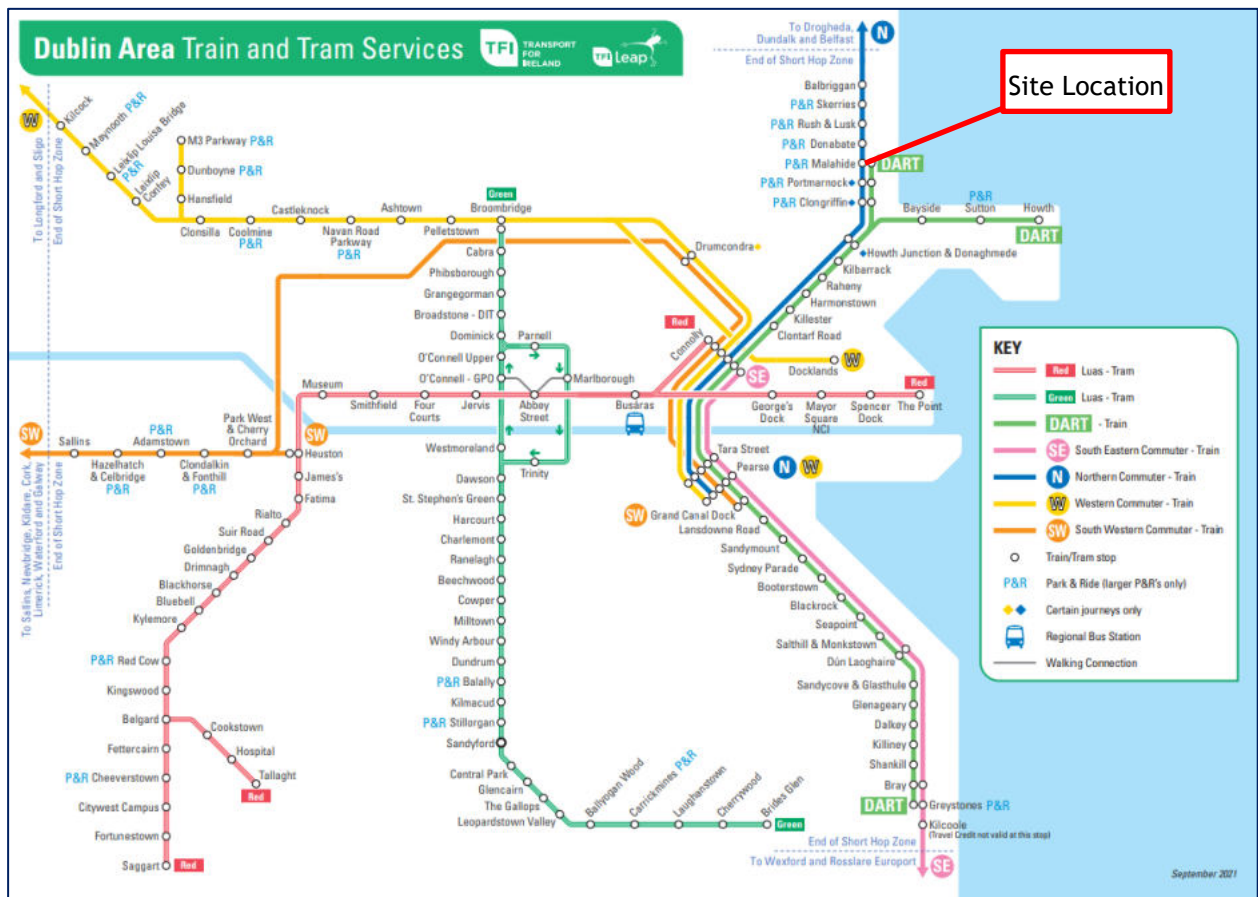 Dublin Area Train and Tram Services
TFI
TRANSPORT
FOR
IRELAND
TFI Leap
To Drogheda,
Dundalk and Belfast
N
End of Short Hop Zone
Site Location
Balbriggan
P&R Skerries
P&R Rush & Lusk
P&R Donabate
P&R Malahide
DART
P&R Portmarnock
P&R Clongriffin
Bayside
P&R
Sutton
Howth
DART
Howth Junction & Donaghmede
Kilbarrack
Raheny
Harmonstown
Killester
Clontarf Road
W
To Longford and Sligo
End of Short Hop Zone
Kilcock
Maynooth P&R
Leixlip Louisa Bridge
P&R
Leixlip
Confey
M3 Parkway P&R
Dunboyne P&R
Hansfield
Clonsilla
Coolmine
P&R
Castleknock
Navan Road
Parkway
P&R
Ashtown
Pelletstown
Green
Broombridge
Drumcondra
Cabra
Phibsborough
Grangegorman
Broadstone - DIT
Dominick
Parnell
O'Connell Upper
O'Connell - GPO
Marlborough
Red
Connolly
Docklands
W
SE
Museum
Smithfield
Four
Courts
Jervis
Abbey
Street
Busáras
George's
Dock
Mayor
Square
NCI
Spencer
Dock
Red
The Point
SW
Sallins
Hazelhatch
& Celbridge
P&R
P&R
Adamstown
Clondalkin
& Fonthill
P&R
Park West
& Cherry
Orchard
SW
Heuston
To Sallins, Newbridge, Kildare, Cork,
Limerick, Waterford and Galway
End of Short Hop Zone
James's
Fatima
Rialto
Suir Road
Goldenbridge
Drimnagh
Blackhorse
Bluebell
Kylemore
P&R Red Cow
Kingswood
Belgard
Cookstown
Hospital
Tallaght
Red
Fettercairn
P&R Cheeverstown
Citywest Campus
Fortunestown
Saggart
Red
Westmoreland
Trinity
Dawson
St. Stephen's Green
Harcourt
Charlemont
Ranelagh
Beechwood
Cowper
Milltown
Windy Arbour
Dundrum
P&R Balally
Kilmacud
P&R Stillorgan
Sandyford
Central Park
Glencairn
The Gallops
Leopardstown Valley
Ballyogan Wood
Carrickmines P&R
Laughanstown
Cherrywood
Brides Glen
Green
Tara Street
Pearse
N
W
SW
Grand Canal Dock
Lansdowne Road
Sandymount
Sydney Parade
Booterstown
Blackrock
Seapoint
Salthill & Monkstown
Dún Laoghaire
Sandycove & Glasthule
Glenageary
Dalkey
Killiney
Shankill
Bray
DART
Greystones P&R
Kilcoole
(Travel Credit not valid at this stop)
End of Short Hop Zone
To Wexford and Rosslare Europort
SE
KEY
Red Luas - Tram
Green Luas - Tram
DART - Train
SE South Eastern Commuter - Train
N Northern Commuter - Train
W Western Commuter - Train
SW South Western Commuter - Train
Train/Tram stop
P&R Park & Ride (larger P&R's only)
Certain journeys only
Regional Bus Station
Walking Connection
September 2021